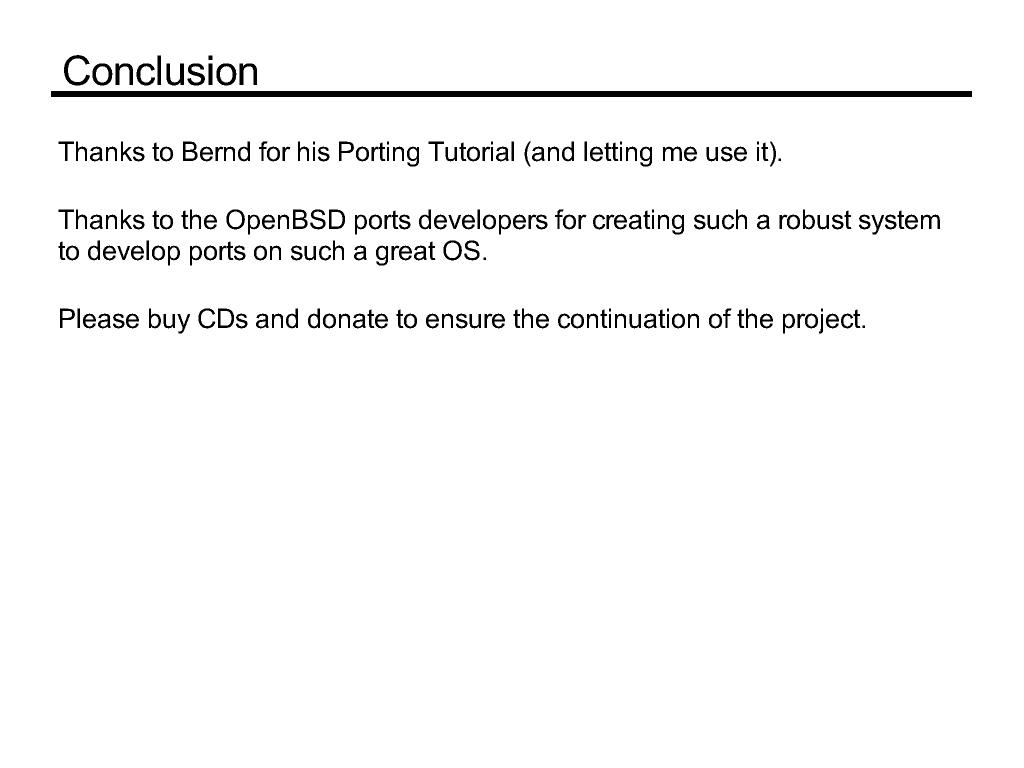 Conclusion
Thanks to Bernd for his Porting Tutorial (and letting me use it).
Thanks to the OpenBSD ports developers for creating such a robust system
to develop ports on such a great OS.
Please buy CDs and donate to ensure the continuation of the project.